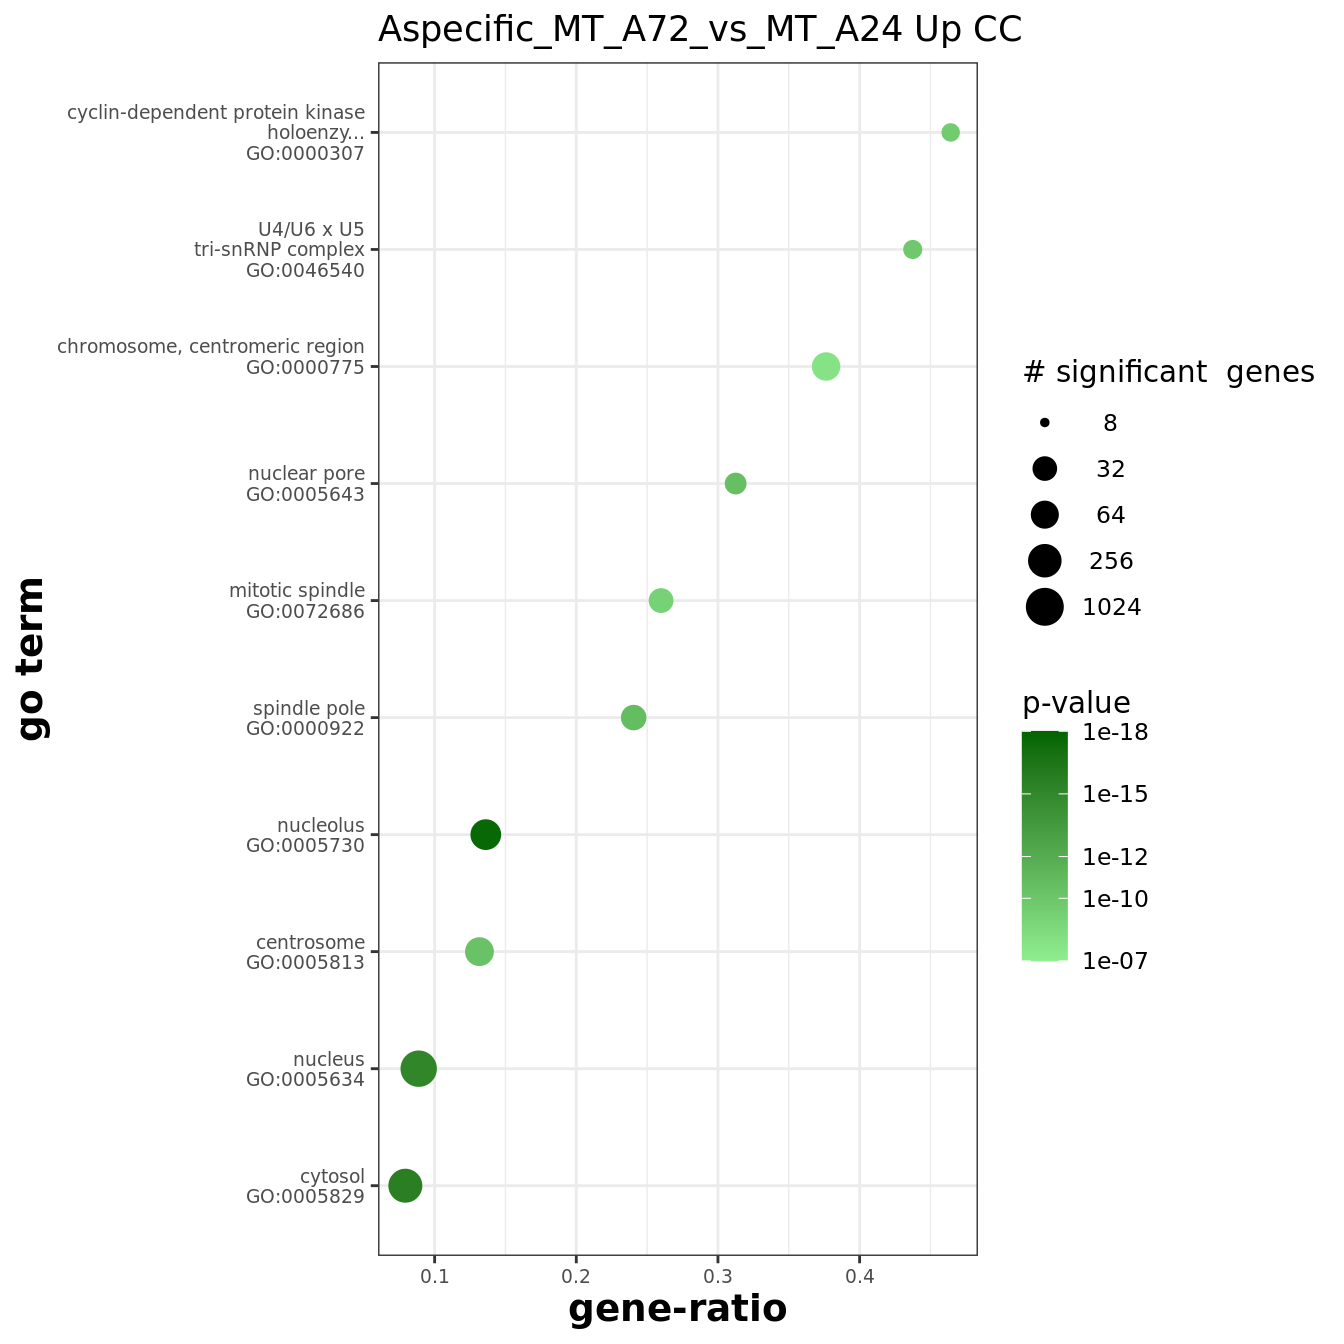 Aspecific_MT_A72_vs_MT_A24 Up CC
cyclin-dependent protein kinase
holoenzy...
GO:0000307
U4/U6 x U5
tri-snRNP complex
GO:0046540
chromosome, centromeric region
GO:0000775
nuclear pore
GO:0005643
mitotic spindle
GO:0072686
spindle pole
GO:0000922
nucleolus
GO:0005730
centrosome
GO:0005813
nucleus
GO:0005634
cytosol
GO:0005829
go term
0.1
0.2
0.3
0.4
gene-ratio
# significant  genes
8
32
64
256
1024
p-value
1e-18
1e-15
1e-12
1e-10
1e-07